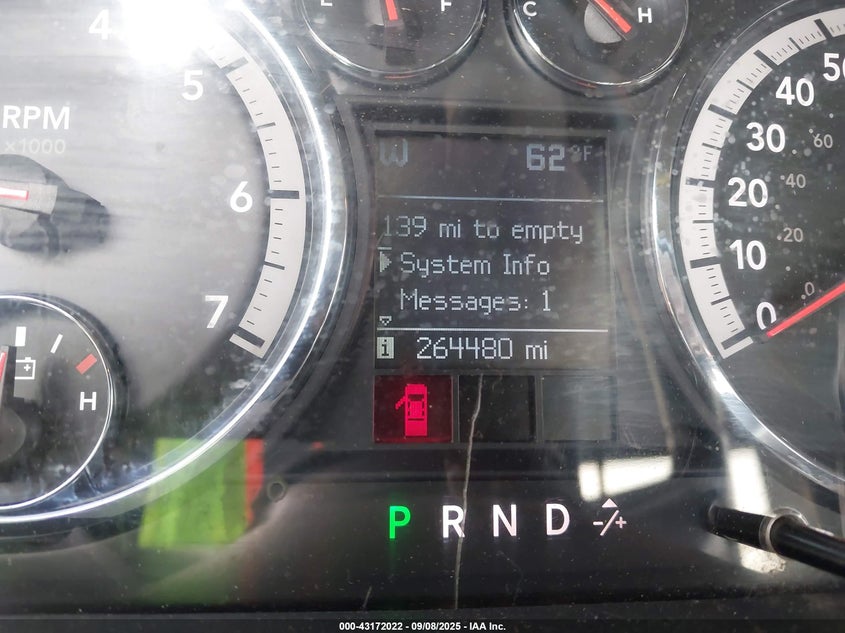 E F
C H
4
5
RPM
x1000
6
7
H
W 62°F
139 mi to empty
System Info
Messages: 1
i 264480 mi
50
40
30
60
20
40
10
20
0
0
P R N D -/+
000-43172022 - 09/08/2025 - IAA Inc.